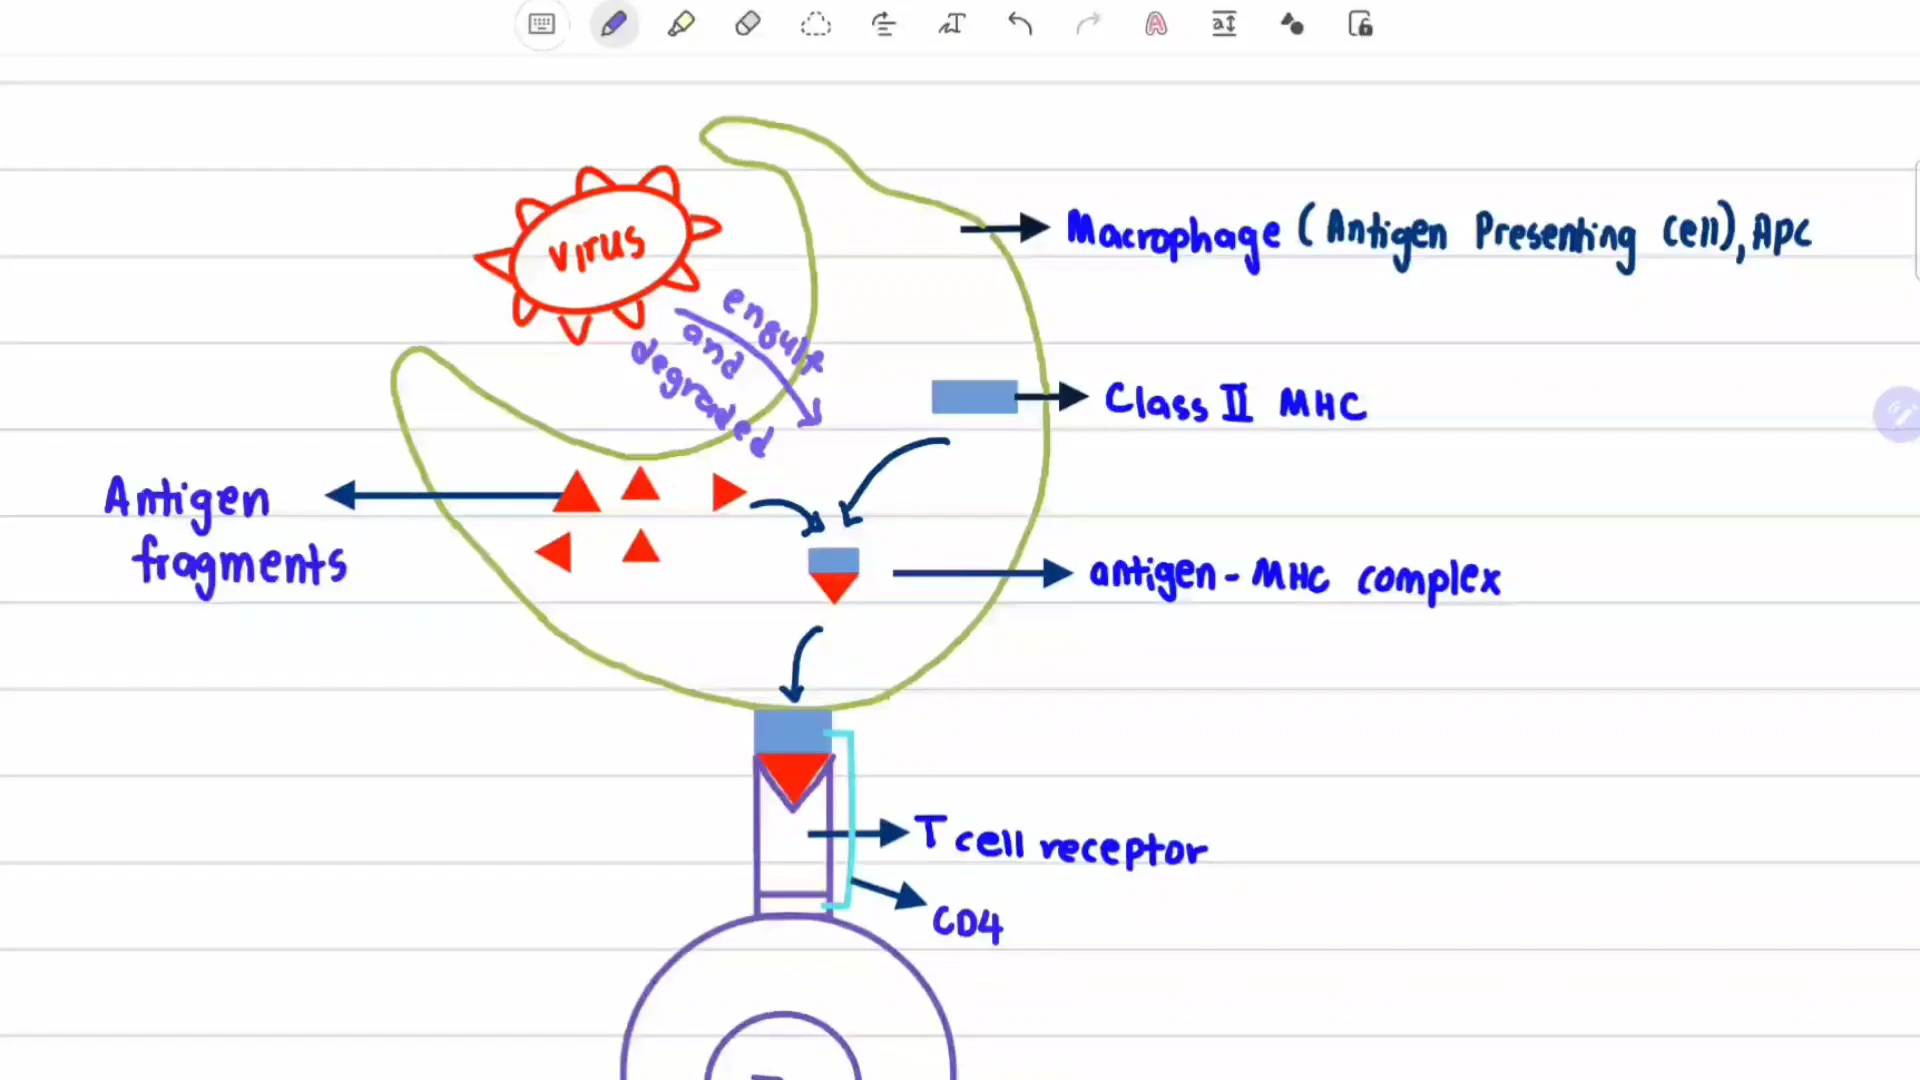 virus
engulf
and
degraded
Macrophage (Antigen Presenting Cell), APC
Class II MHC
Antigen
fragments
antigen - MHC complex
T cell receptor
CD4